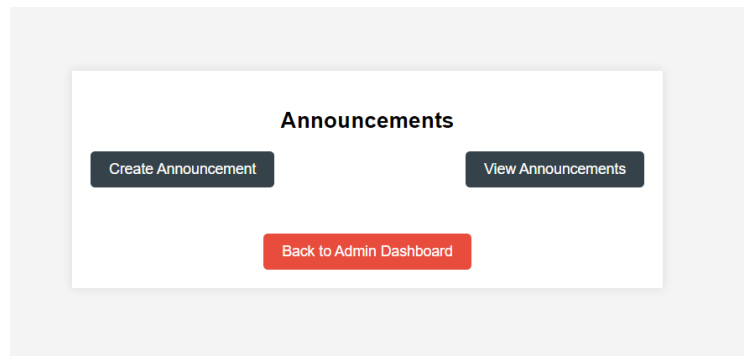 Announcements
Create Announcement
View Announcements
Back to Admin Dashboard